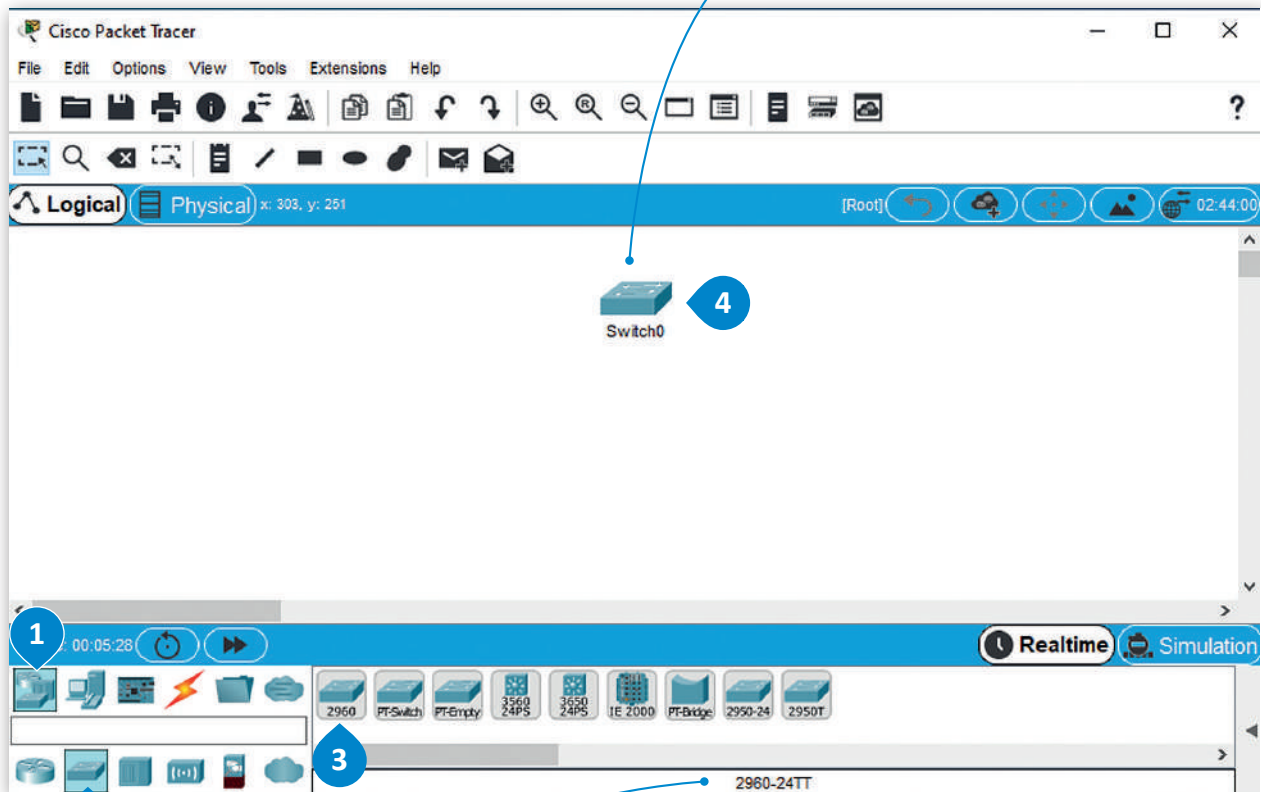 Cisco Packet Tracer
File Edit Options View Tools Extensions Help
?
Logical Physical x: 303, y: 251 [Root] 02:44:00
4
Switch0
1
: 00:05:28 Realtime Simulation
2960 PT-Switch PT-Empty 3560 24PS 3650 24PS IE 2000 PT-Bridge 2950-24 2950T
3
2960-24TT